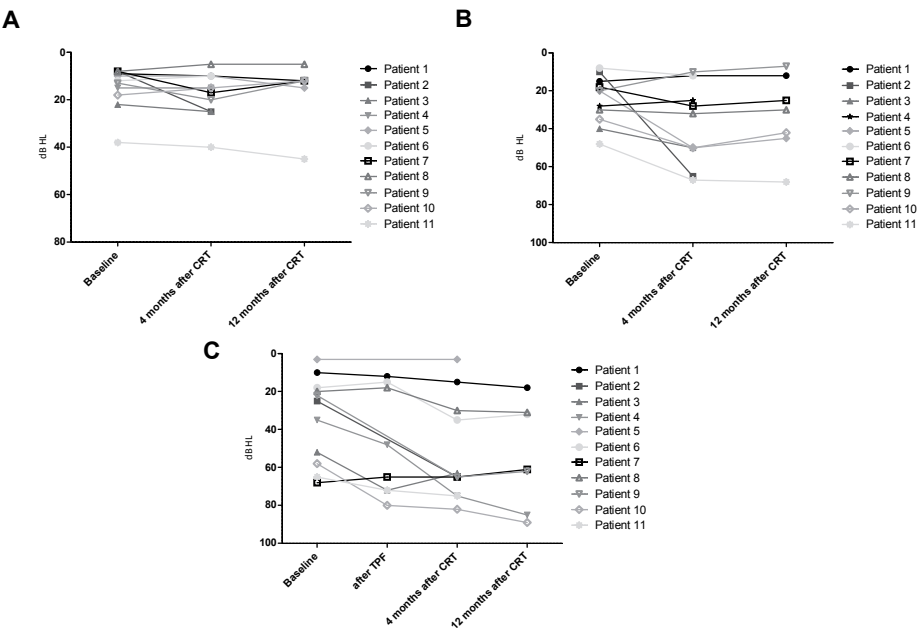 A
0
20
40
60
80
dB HL
Baseline
4 months after CRT
12 months after CRT
Patient 1
Patient 2
Patient 3
Patient 4
Patient 5
Patient 6
Patient 7
Patient 8
Patient 9
Patient 10
Patient 11
B
0
20
40
60
80
100
dB HL
Baseline
4 months after CRT
12 months after CRT
Patient 1
Patient 2
Patient 3
Patient 4
Patient 5
Patient 6
Patient 7
Patient 8
Patient 9
Patient 10
Patient 11
C
0
20
40
60
80
100
dB HL
Baseline
after TPF
4 months after CRT
12 months after CRT
Patient 1
Patient 2
Patient 3
Patient 4
Patient 5
Patient 6
Patient 7
Patient 8
Patient 9
Patient 10
Patient 11